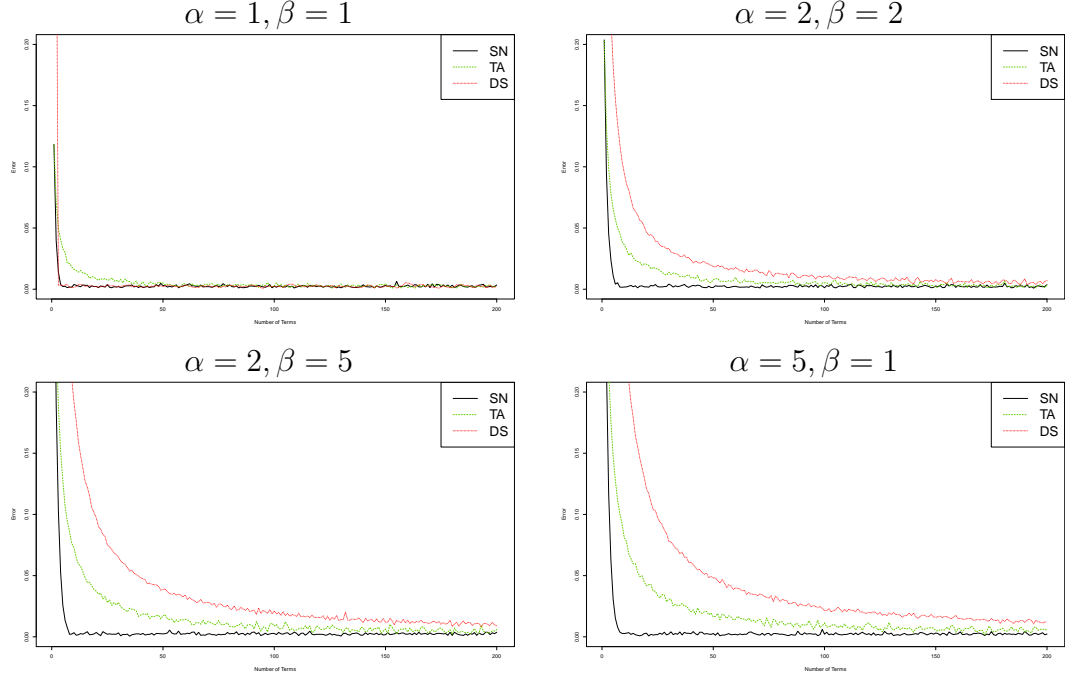 α = 1, β = 1
SN
TA
DS
Error
0.20
0.15
0.10
0.05
0.00
0 50 100 150 200
Number of Terms
α = 2, β = 2
SN
TA
DS
Error
0.20
0.15
0.10
0.05
0.00
0 50 100 150 200
Number of Terms
α = 2, β = 5
SN
TA
DS
Error
0.20
0.15
0.10
0.05
0.00
0 50 100 150 200
Number of Terms
α = 5, β = 1
SN
TA
DS
Error
0.20
0.15
0.10
0.05
0.00
0 50 100 150 200
Number of Terms